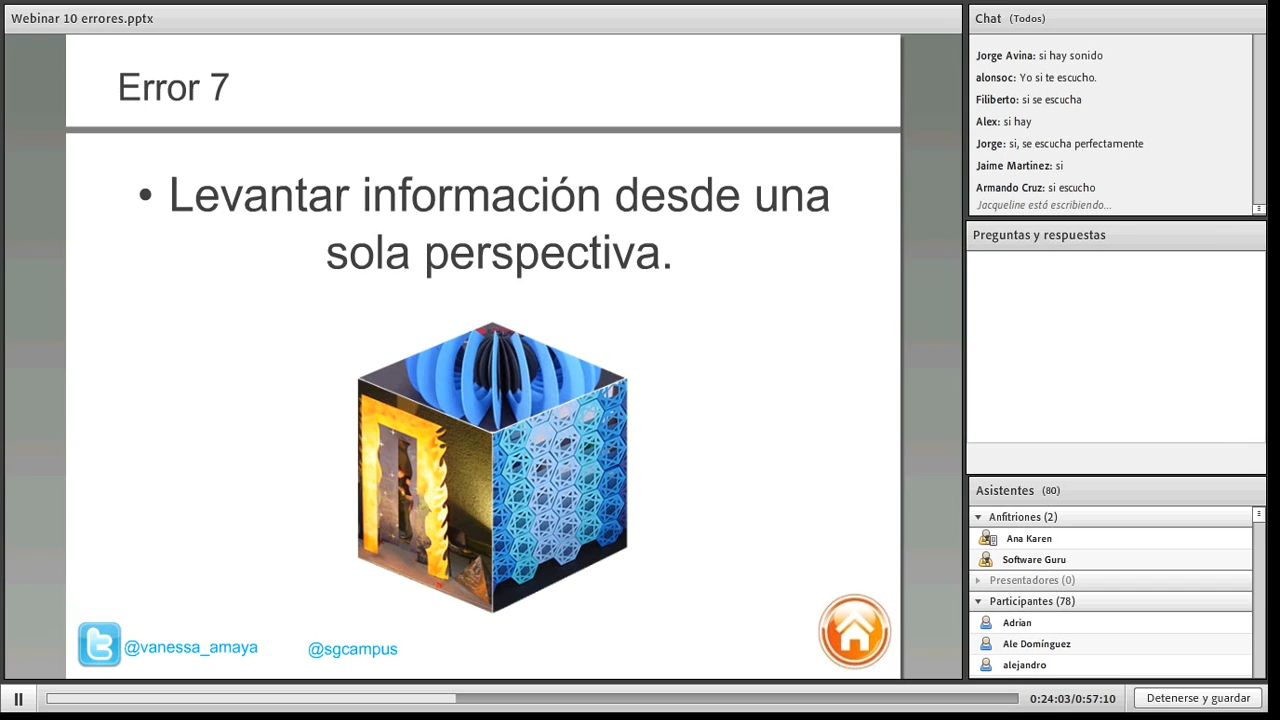 Webinar 10 errores.pptx
Error 7
• Levantar información desde una
sola perspectiva.
@vanessa_amaya
@sgcampus
Chat (Todos)
Jorge Avina: si hay sonido
alonsoc: Yo si te escucho.
Filiberto: si se escucha
Alex: si hay
Jorge: si, se escucha perfectamente
Jaime Martinez: si
Armando Cruz: si escucho
Jacqueline está escribiendo...
Preguntas y respuestas
Asistentes (80)
Anfitriones (2)
Ana Karen
Software Guru
Presentadores (0)
Participantes (78)
Adrian
Ale Domínguez
alejandro
0:24:03/0:57:10
Detenerse y guardar